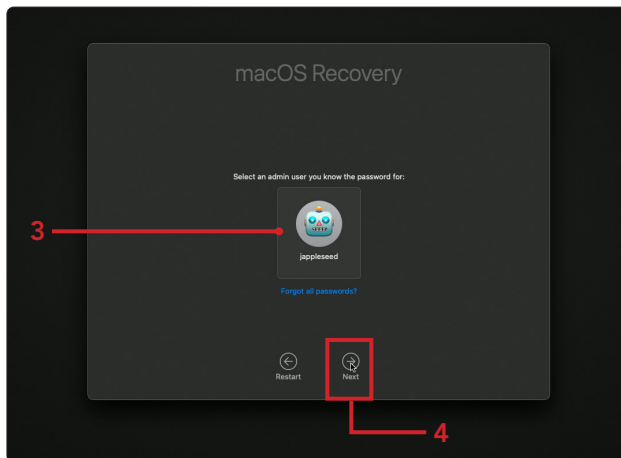 macOS Recovery
Select an admin user you know the password for:
3
jappleseed
Forgot all passwords?
Restart
Next
4